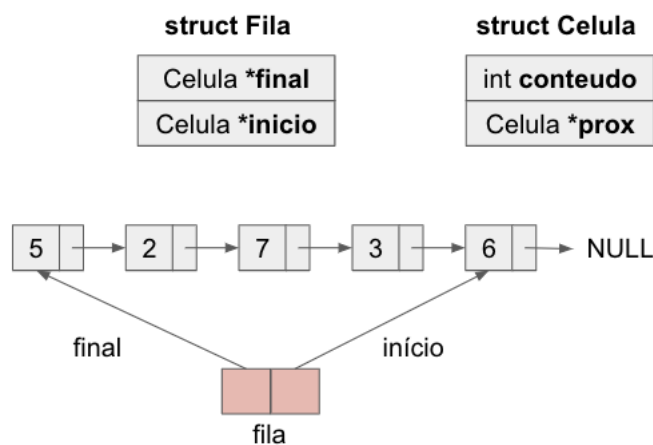 struct Fila
Celula *final
Celula *inicio
struct Celula
int conteudo
Celula *prox
5 2 7 3 6 NULL
final início
fila